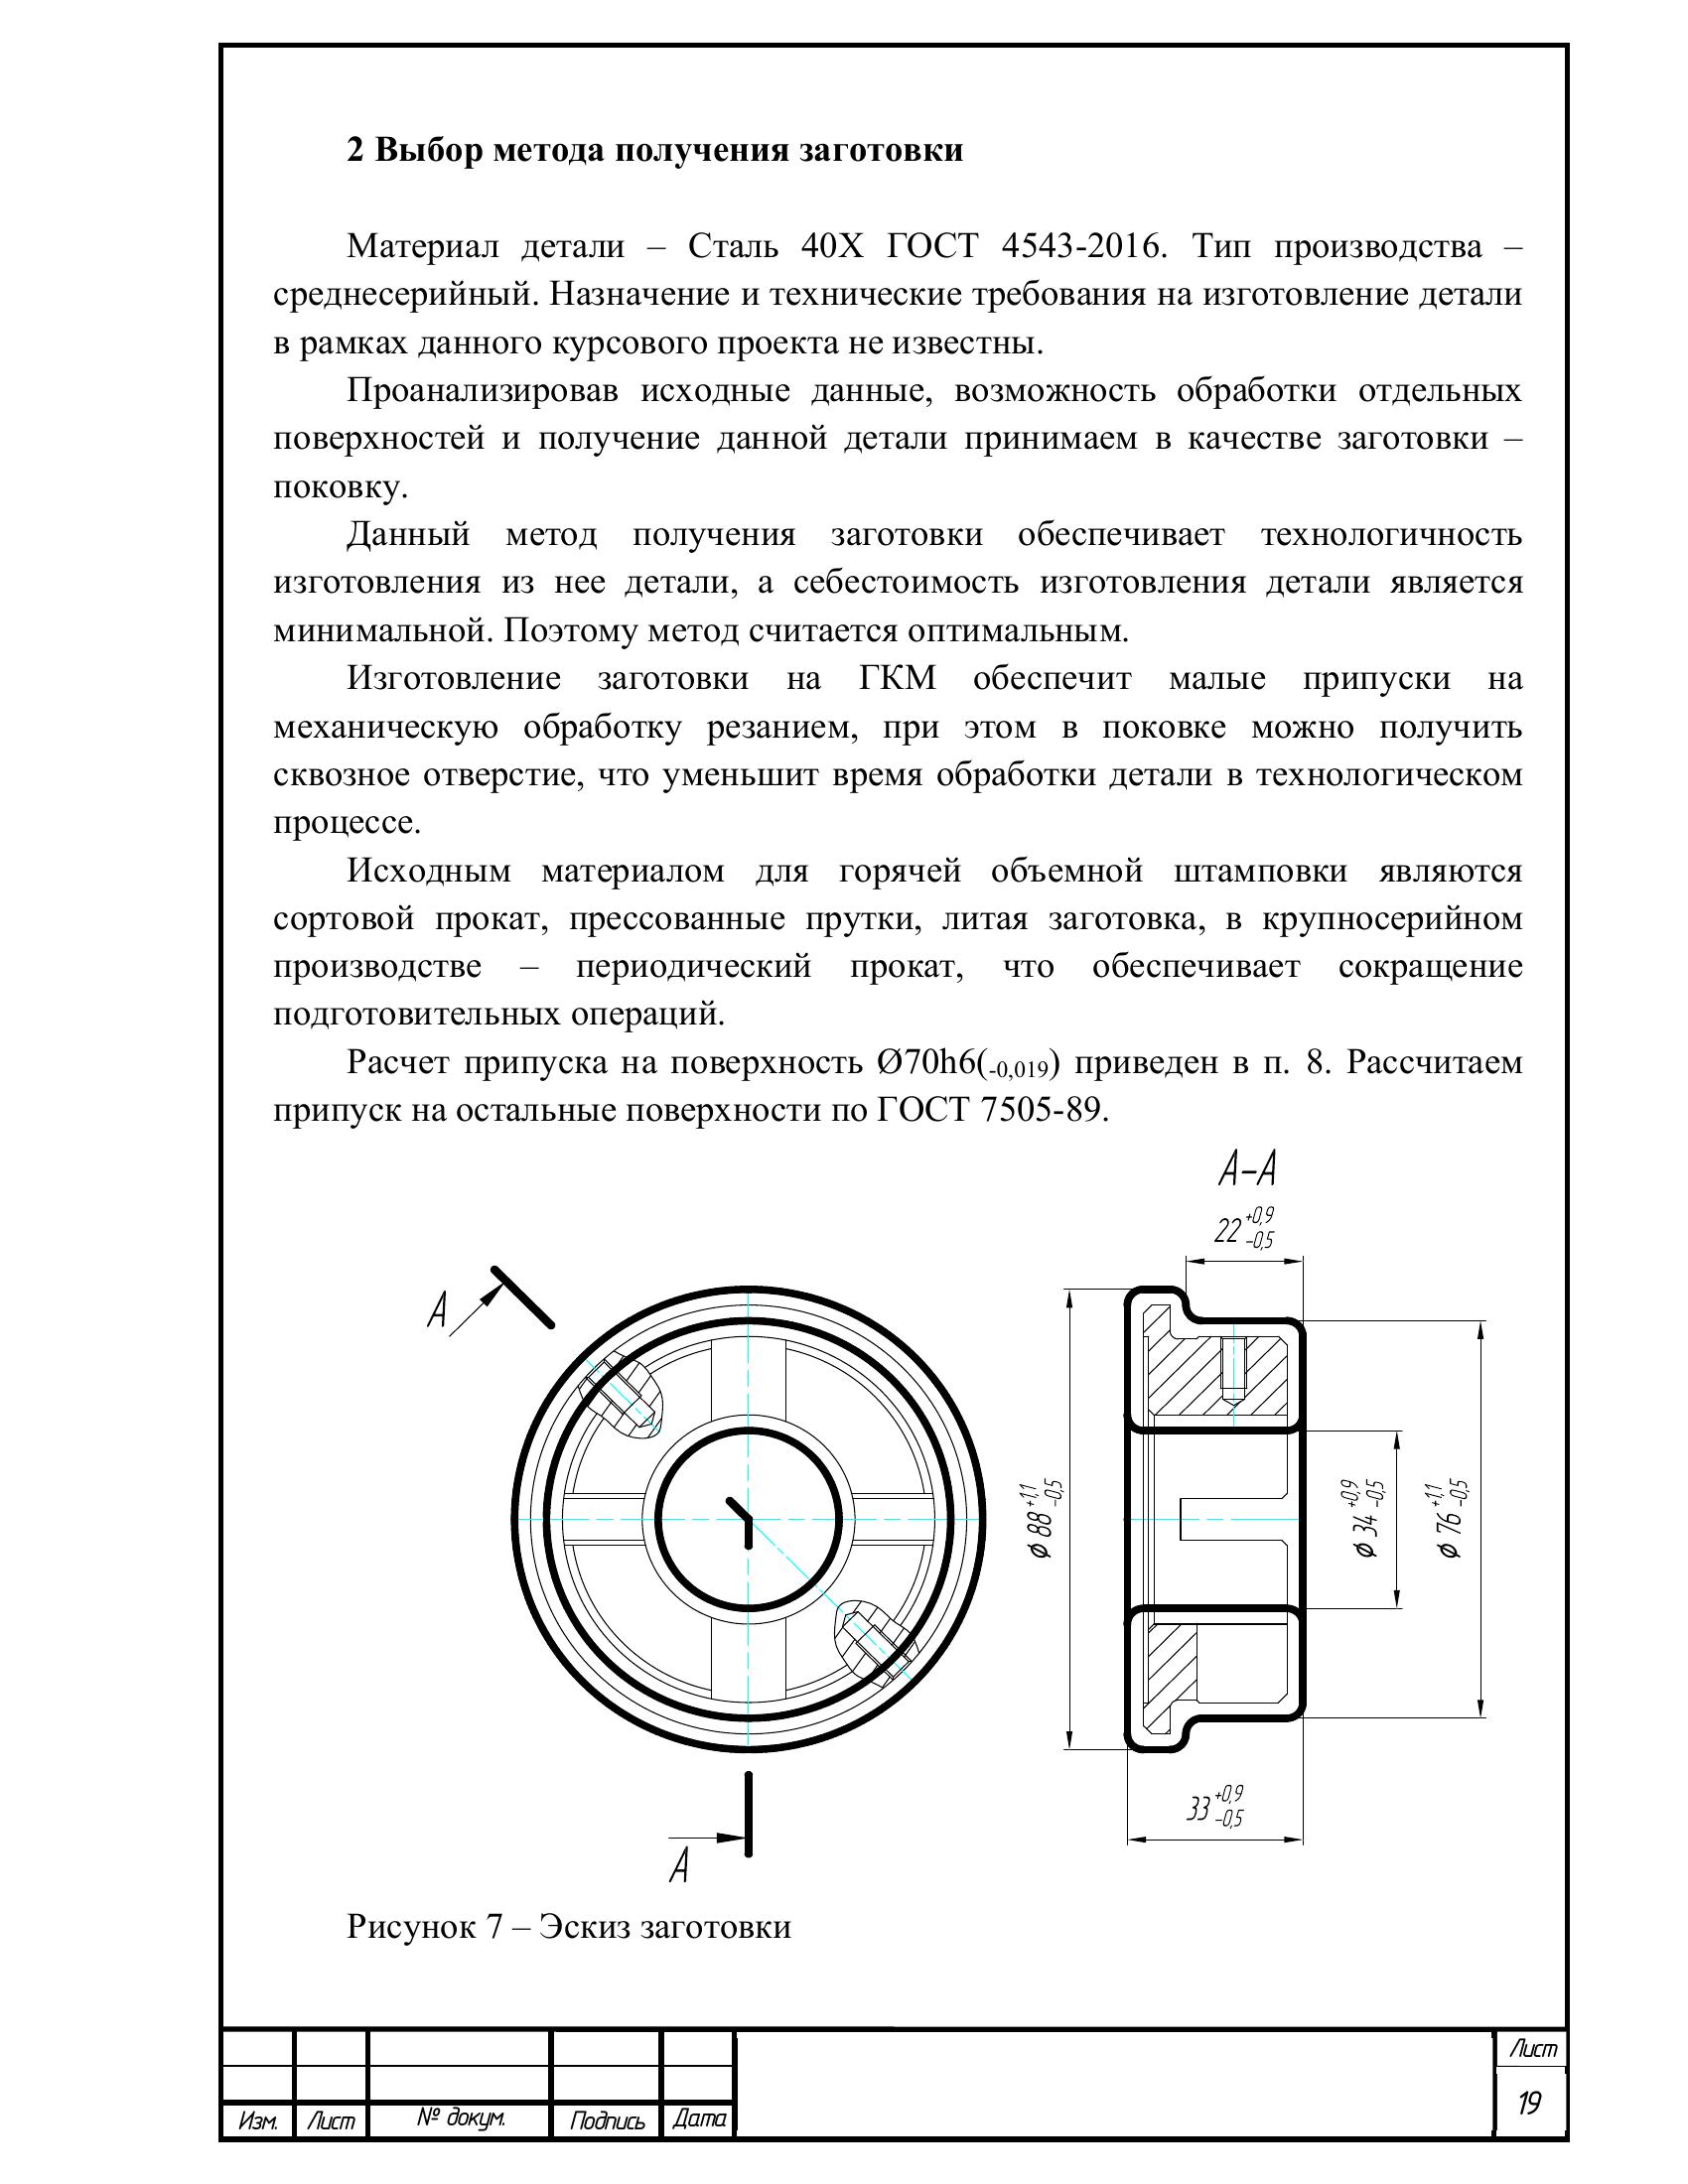 2 Выбор метода получения заготовки
Материал детали – Сталь 40Х ГОСТ 4543-2016. Тип производства –
среднесерийный. Назначение и технические требования на изготовление детали
в рамках данного курсового проекта не известны.
Проанализировав исходные данные, возможность обработки отдельных
поверхностей и получение данной детали принимаем в качестве заготовки –
поковку.
Данный метод получения заготовки обеспечивает технологичность
изготовления из нее детали, а себестоимость изготовления детали является
минимальной. Поэтому метод считается оптимальным.
Изготовление заготовки на ГКМ обеспечит малые припуски на
механическую обработку резанием, при этом в поковке можно получить
сквозное отверстие, что уменьшит время обработки детали в технологическом
процессе.
Исходным материалом для горячей объемной штамповки являются
сортовой прокат, прессованные прутки, литая заготовка, в крупносерийном
производстве – периодический прокат, что обеспечивает сокращение
подготовительных операций.
Расчет припуска на поверхность Ø70h6(-0,019) приведен в п. 8. Рассчитаем
припуск на остальные поверхности по ГОСТ 7505-89.
А–А
22 +0,9 –0,5
А
ϕ 88 +1,1 –0,5
ϕ 34 +0,9 –0,5
ϕ 76 +1,1 –0,5
33 +0,9 –0,5
А
Рисунок 7 – Эскиз заготовки
Лист
19
Изм. Лист № докум. Подпись Дата